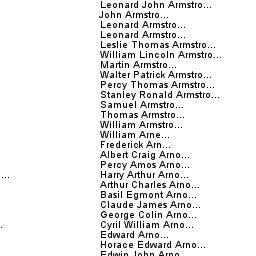 Leonard John Armstro...
John Armstro...
Leonard Armstro...
Leonard Armstro...
Leslie Thomas Armstro...
William Lincoln Armstro...
Martin Armstro...
Walter Patrick Armstro...
Percy Thomas Armstro...
Stanley Ronald Armstro...
Samuel Armstro...
Thomas Armstro...
William Armstro...
William Arne...
Frederick Arn...
Albert Craig Arno...
Percy Amos Arno...
... Harry Arthur Arno...
Arthur Charles Arno...
Basil Egmont Arno...
Claude James Arno...
George Colin Arno...
Cyril William Arno...
Edward Arno...
Horace Edward Arno...
Edwin John Arno...